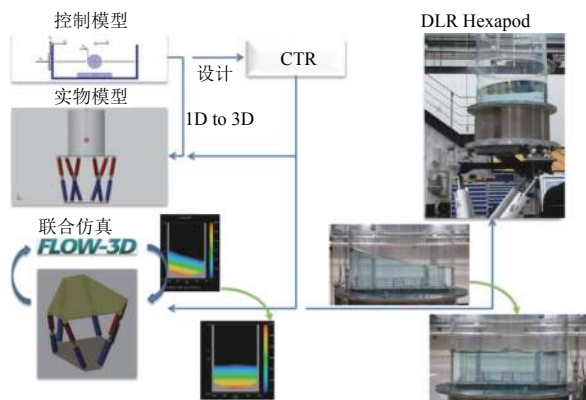 控制模型
DLR Hexapod
设计
CTR
实物模型
1D to 3D
联合仿真
FLOW-3D